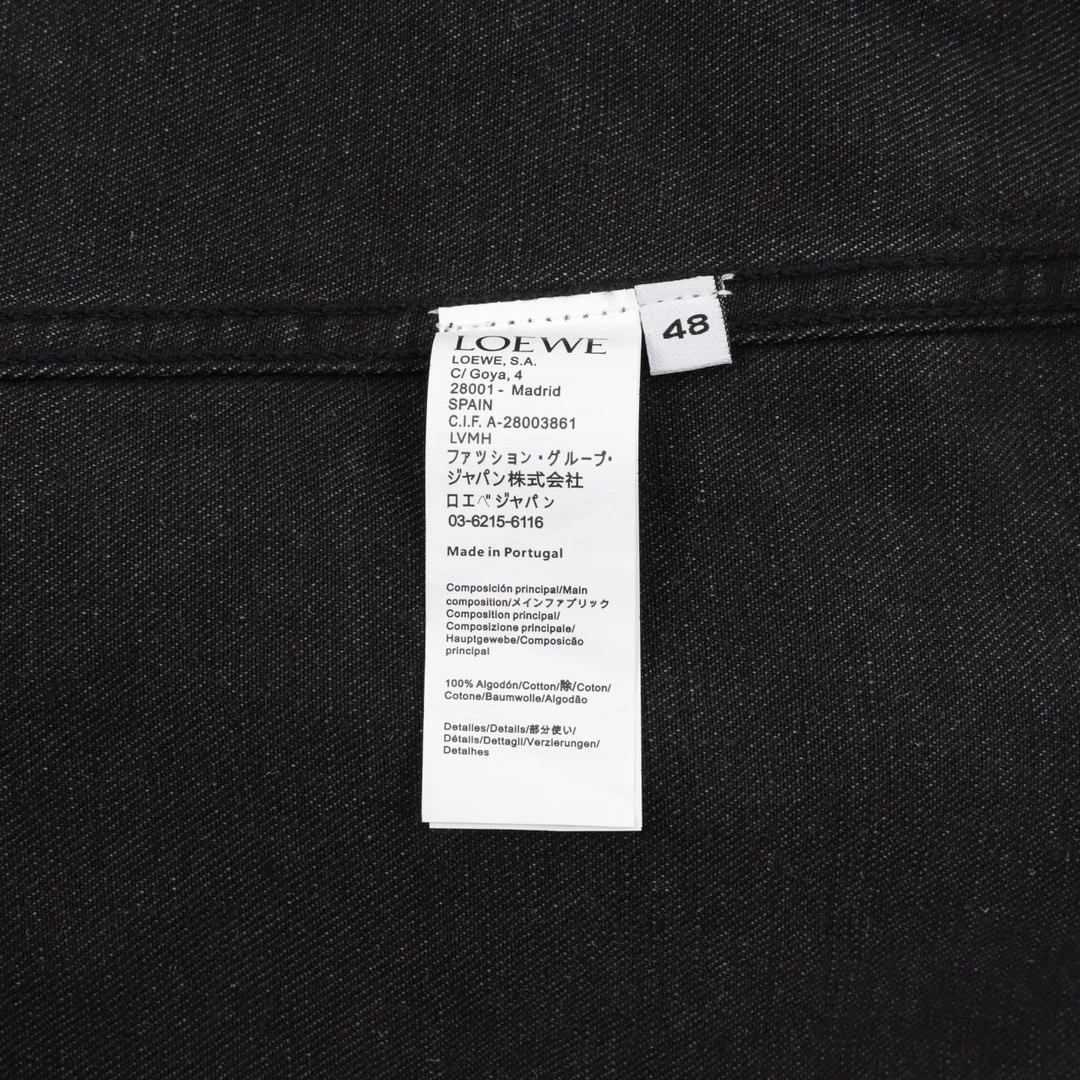 LOEWE
48
LOEWE, S.A.
C/ Goya, 4
28001 - Madrid
SPAIN
C.I.F. A-28003861
LVMH
ファツション・グループ・
ジャパン株式会社
ロエベジャパン
03-6215-6116
Made in Portugal
Composición principal/Main
composition/メインファブリック
Composition principal/
Composizione principale/
Hauptgewebe/Composicão
principal
100% Algodón/Cotton/除/Coton/
Cotone/Baumwolle/Algodão
Detalles/Details/部分使い/
Détails/Dettagli/Verzierungen/
Detalhes